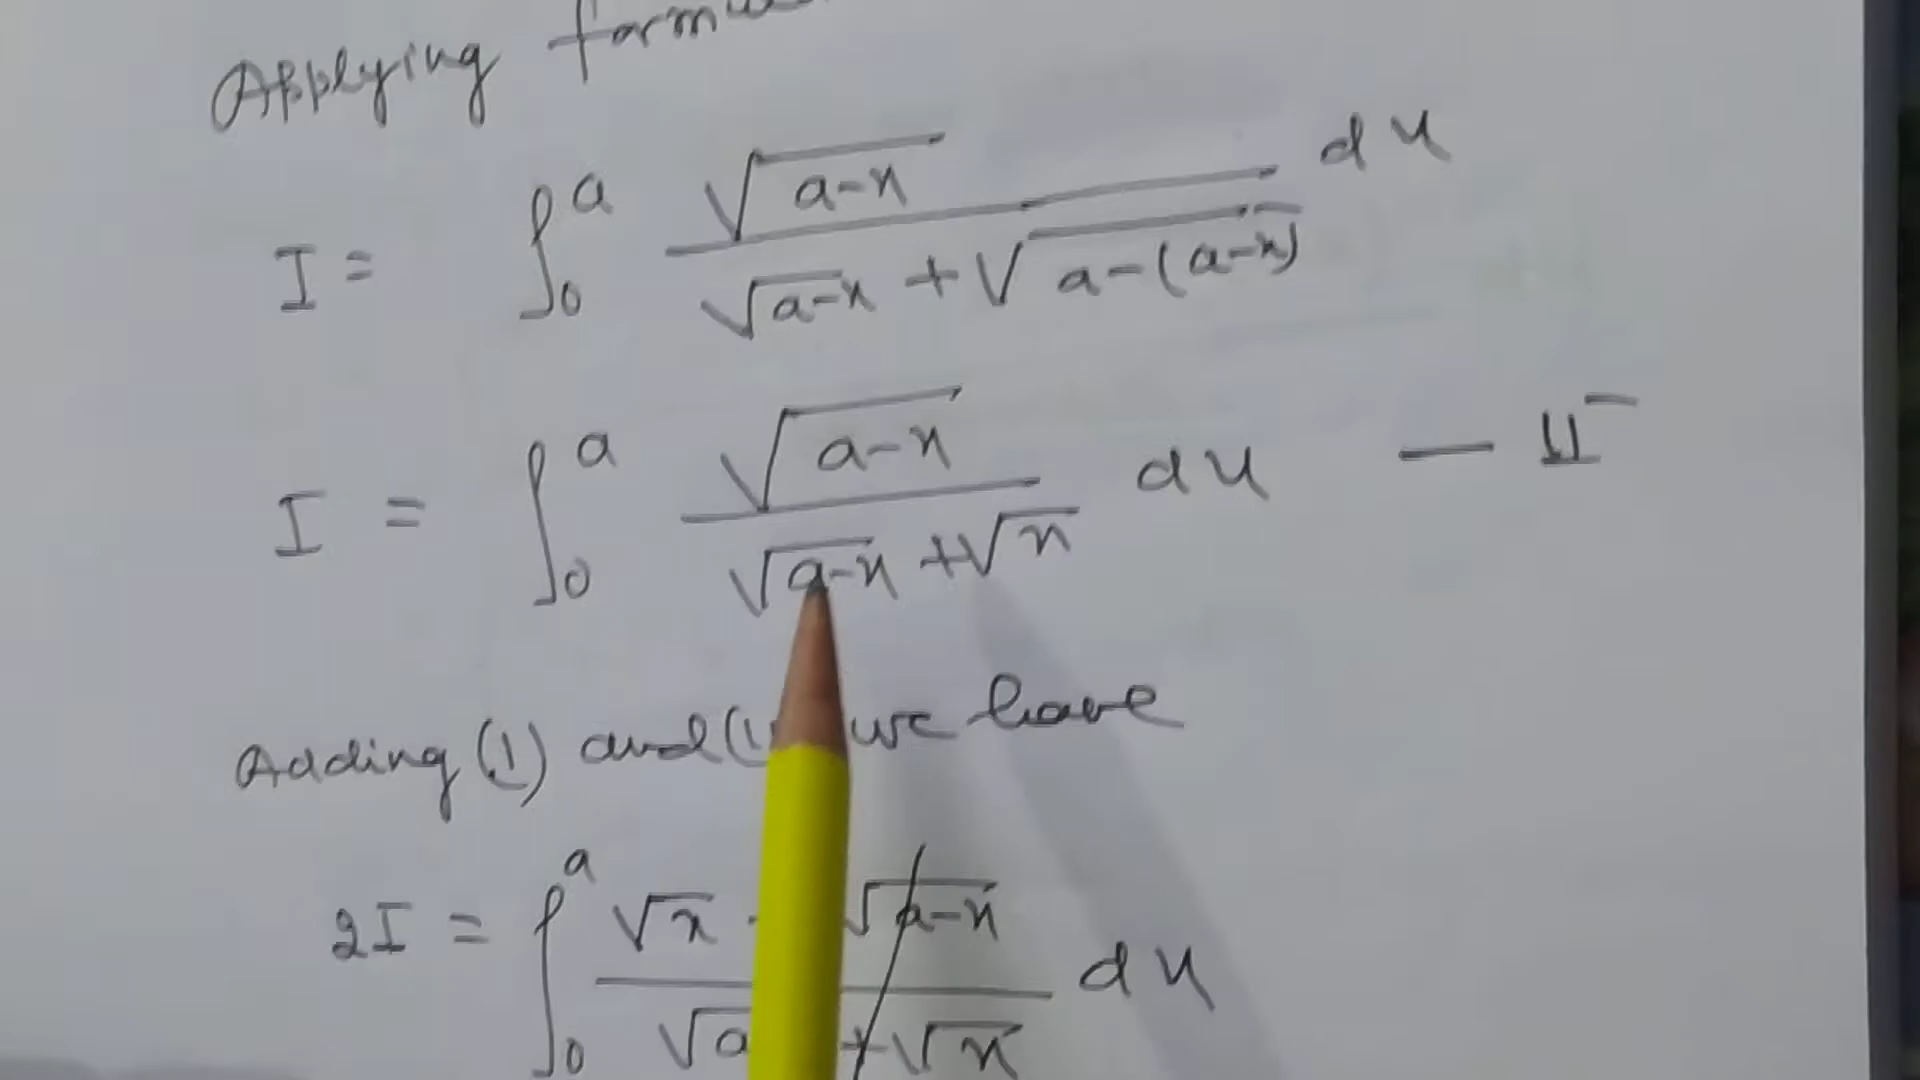 Applying
I = ∫₀ᵃ √(a-x) / (√(a-x) + √(a-(a-x))) dx
I = ∫₀ᵃ √(a-x) / (√(a-x) + √x) dx — II
Adding (1) and we have
2I = ∫₀ᵃ √x √(a-x) / √a + √x dx